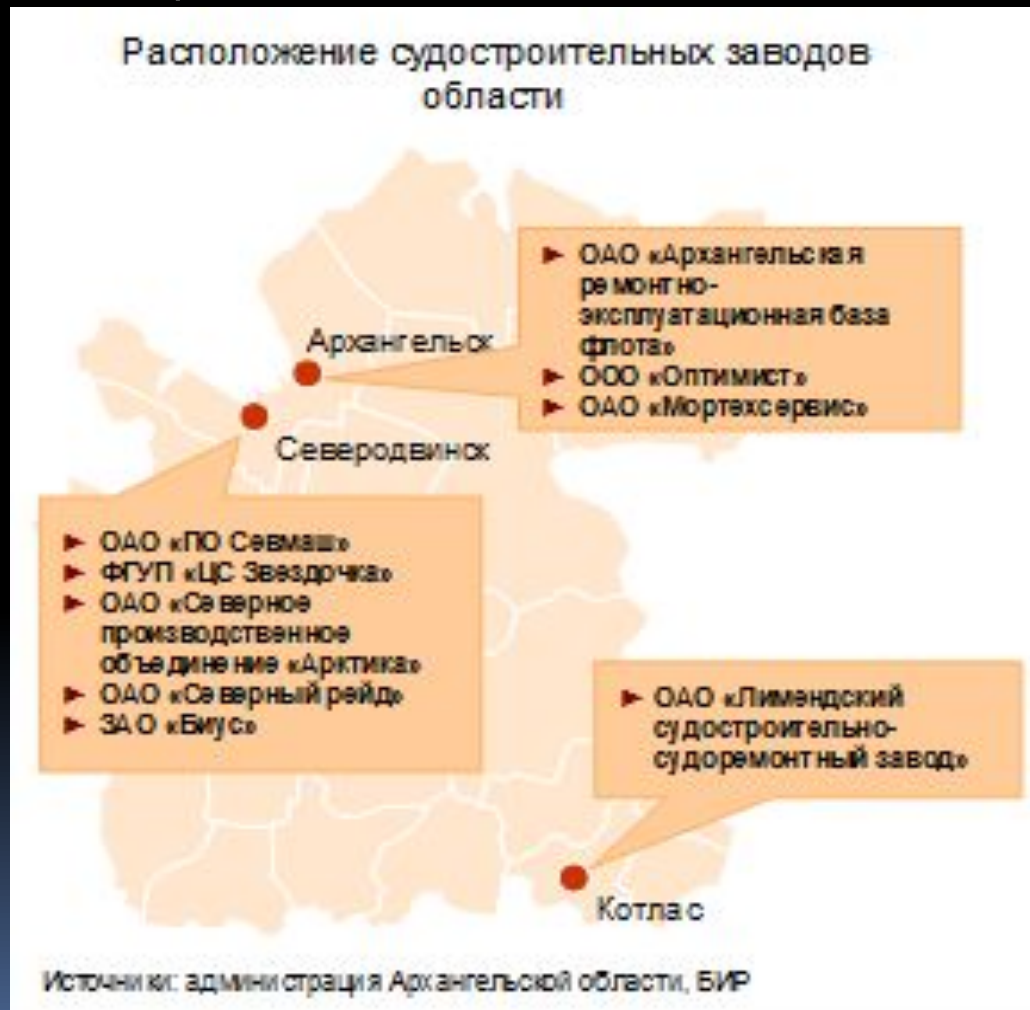 Расположение судостроительных заводов
области
► ОАО «Архангельская
ремонтно-
эксплуатационная база
флота»
► ООО «Оптимист»
► ОАО «Мортехсервис»
Архангельск
Северодвинск
► ОАО «ПО Севмаш»
► ФГУП «ЦС Звездочка»
► ОАО «Северное
производственное
объединение «Арктика»
► ОАО «Северный рейд»
► ЗАО «Биус»
► ОАО «Лимендский
судостроительно-
судоремонтный завод»
Котлас
Источники: администрация Архангельской области, БИР